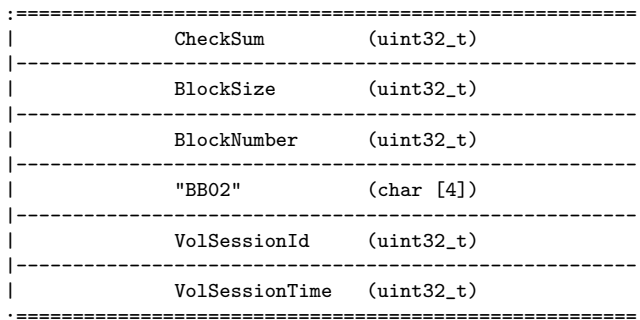 :=======================================================
|              CheckSum         (uint32_t)
|-------------------------------------------------------
|              BlockSize        (uint32_t)
|-------------------------------------------------------
|              BlockNumber      (uint32_t)
|-------------------------------------------------------
|              "BB02"           (char [4])
|-------------------------------------------------------
|              VolSessionId     (uint32_t)
|-------------------------------------------------------
|              VolSessionTime   (uint32_t)
:=======================================================